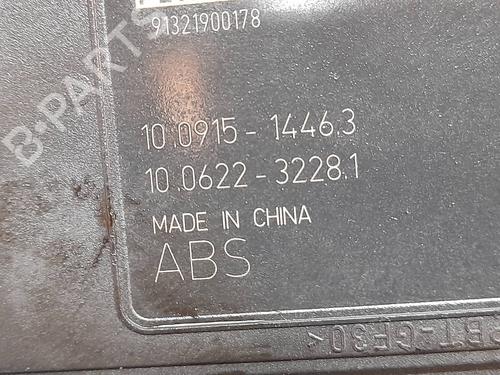 91321900178
10.0915-1446.3
10.0622-3228.1
MADE IN CHINA
ABS
PBT-GF30<
B-PARTS